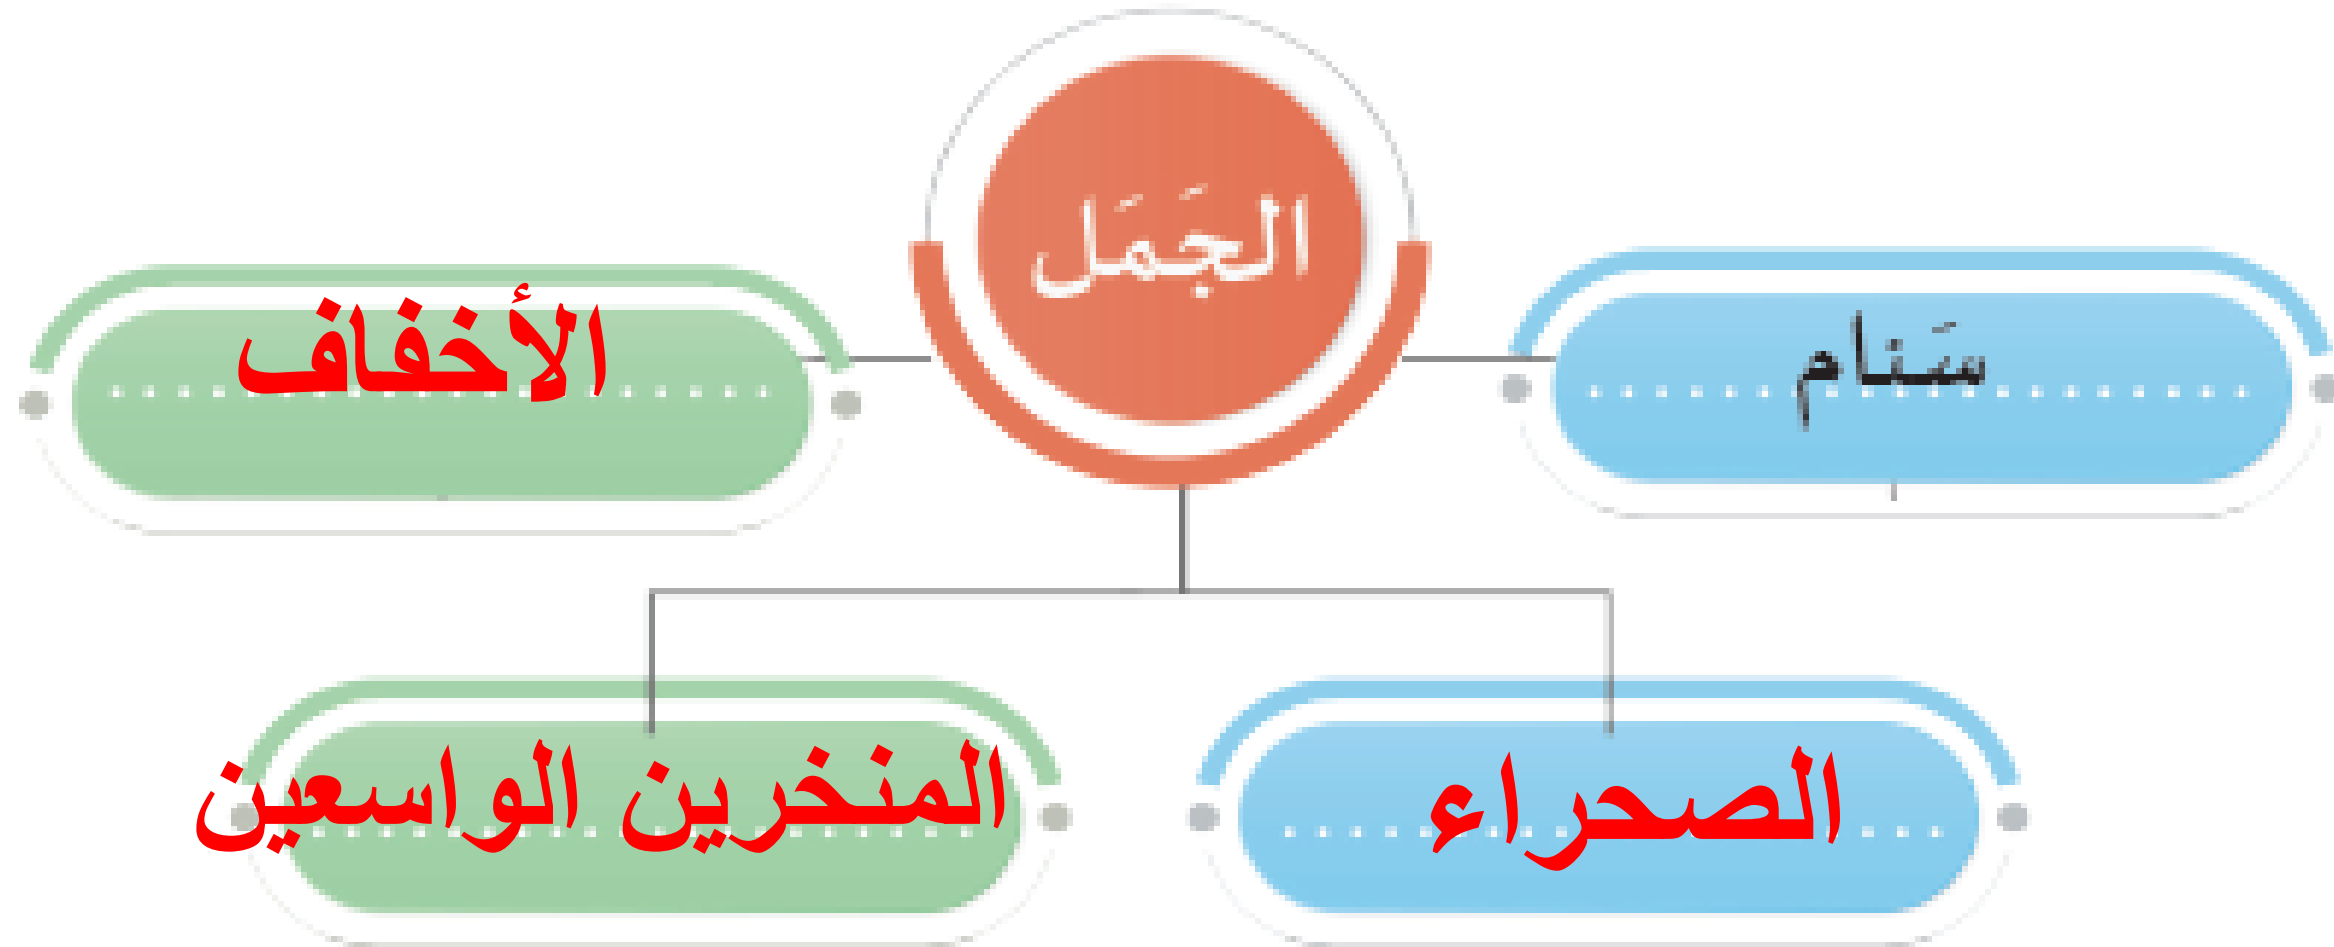 الجَمَل
سَنام
الأخفاف
الصحراء
المنخرين الواسعين